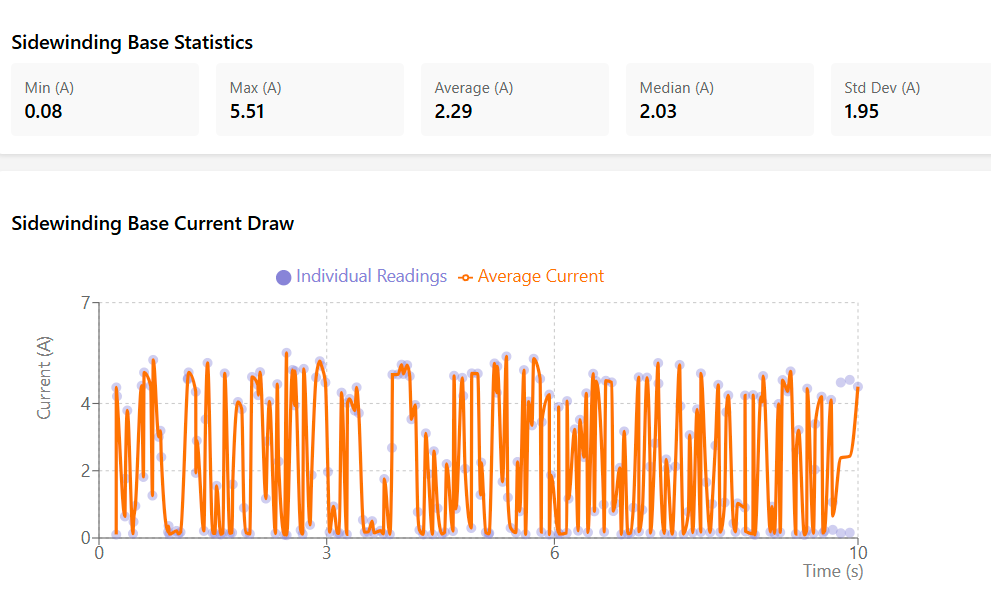 Sidewinding Base Statistics
Min (A) Max (A) Average (A) Median (A) Std Dev (A)
0.08 5.51 2.29 2.03 1.95
Sidewinding Base Current Draw
Individual Readings Average Current
7
4
2
0
Current (A)
0 3 6 10
Time (s)